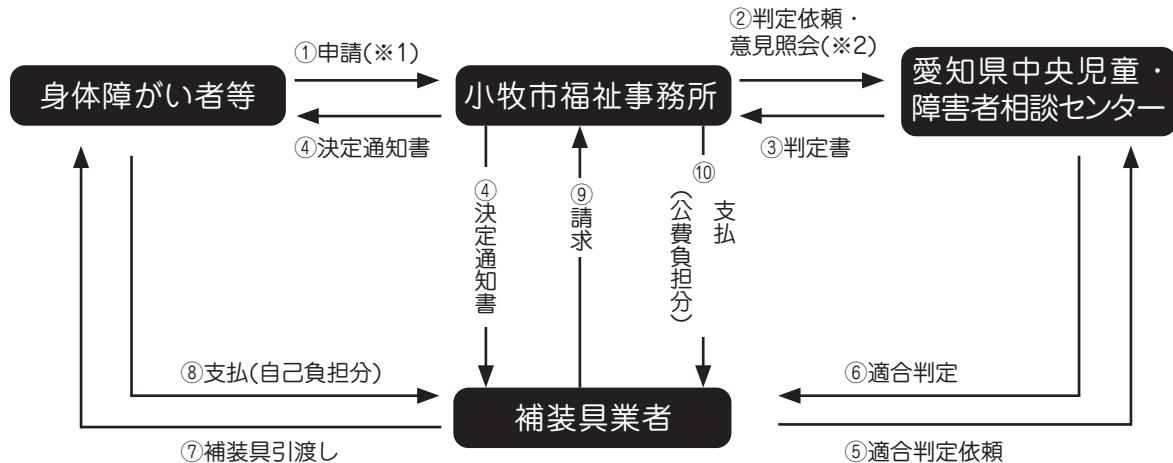 ②判定依頼・
意見照会(※2)
①申請(※1)
身体障がい者等
小牧市福祉事務所
愛知県中央児童・
障害者相談センター
④決定通知書
③判定書
④決定通知書
⑨請求
⑩支払
(公費負担分)
⑧支払(自己負担分)
⑥適合判定
補装具業者
⑦補装具引渡し
⑤適合判定依頼